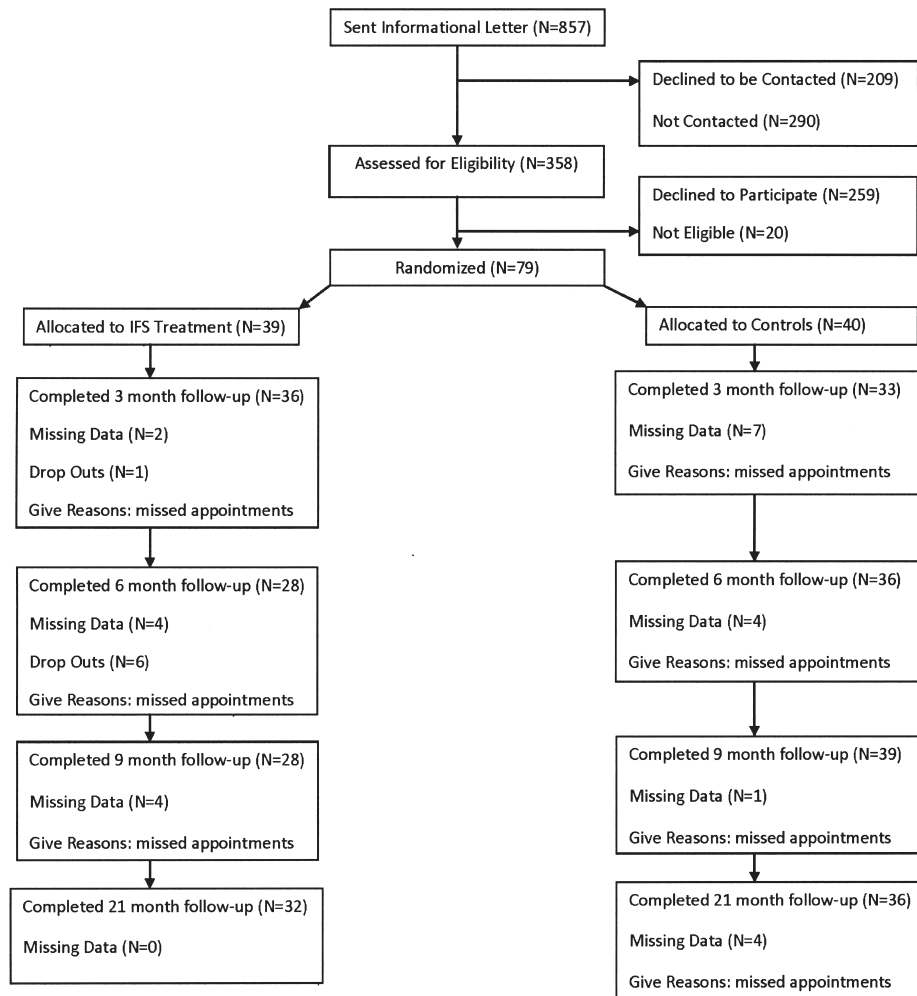 Sent Informational Letter (N=857)
Declined to be Contacted (N=209)
Not Contacted (N=290)
Assessed for Eligibility (N=358)
Declined to Participate (N=259)
Not Eligible (N=20)
Randomized (N=79)
Allocated to IFS Treatment (N=39)
Completed 3 month follow-up (N=36)
Missing Data (N=2)
Drop Outs (N=1)
Give Reasons: missed appointments
Completed 6 month follow-up (N=28)
Missing Data (N=4)
Drop Outs (N=6)
Give Reasons: missed appointments
Completed 9 month follow-up (N=28)
Missing Data (N=4)
Give Reasons: missed appointments
Completed 21 month follow-up (N=32)
Missing Data (N=0)
Allocated to Controls (N=40)
Completed 3 month follow-up (N=33)
Missing Data (N=7)
Give Reasons: missed appointments
Completed 6 month follow-up (N=36)
Missing Data (N=4)
Give Reasons: missed appointments
Completed 9 month follow-up (N=39)
Missing Data (N=1)
Give Reasons: missed appointments
Completed 21 month follow-up (N=36)
Missing Data (N=4)
Give Reasons: missed appointments